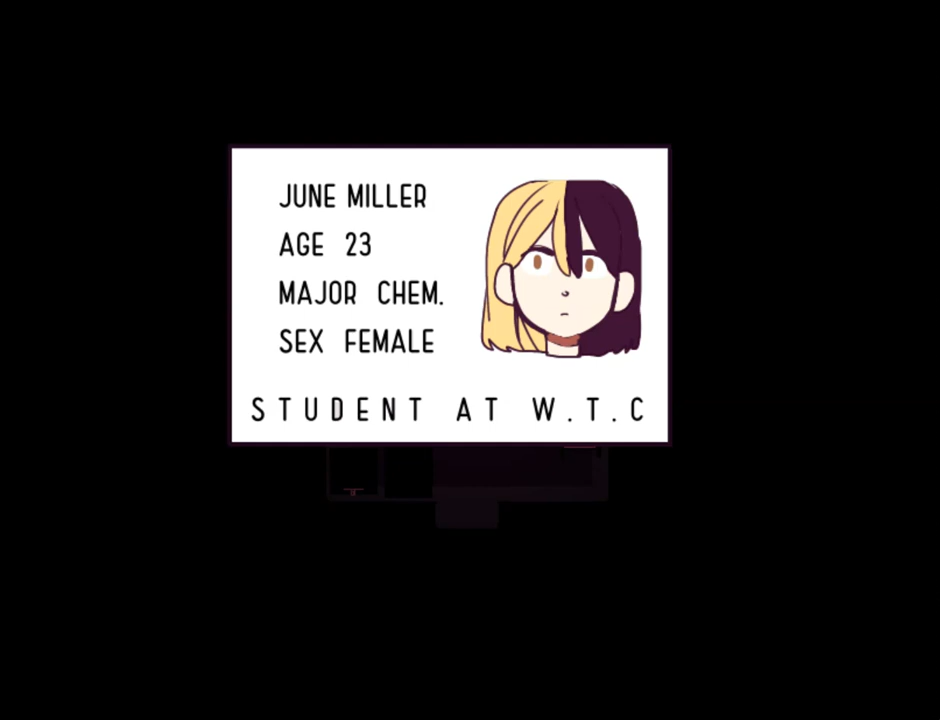 JUNE MILLER
AGE 23
MAJOR CHEM.
SEX FEMALE
STUDENT AT W.T.C